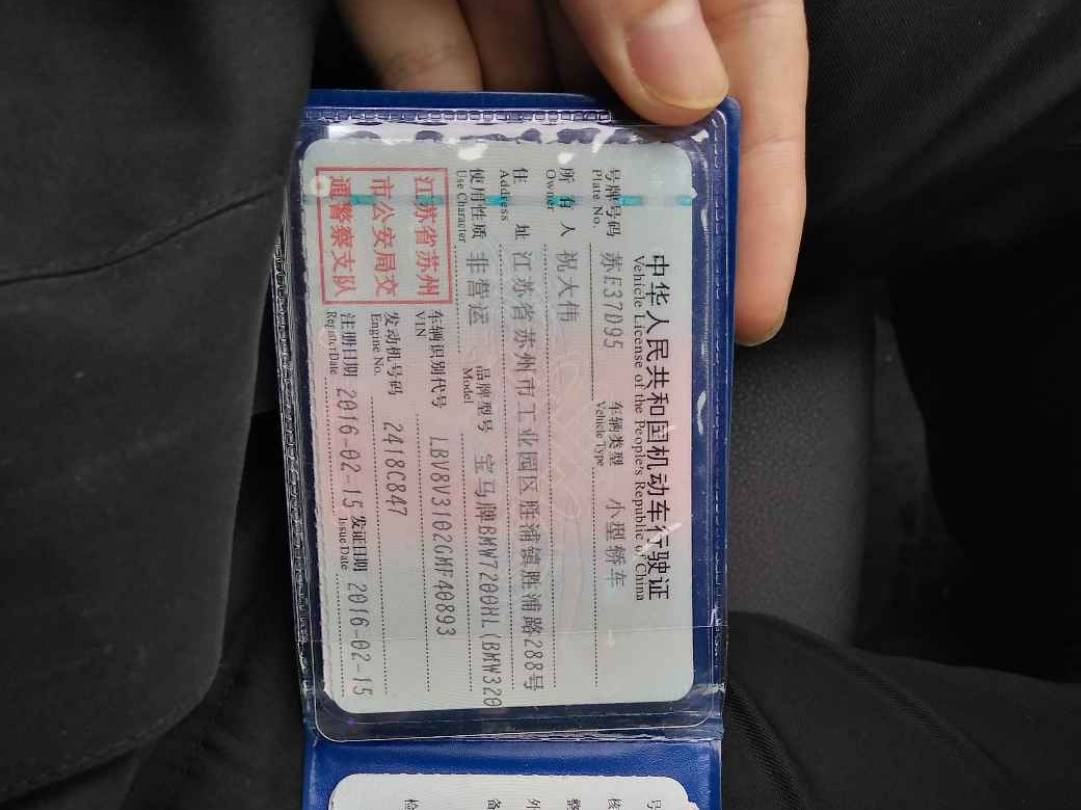 中华人民共和国机动车行驶证
Vehicle License of the People's Republic of China
号牌号码 苏E37D95 车辆类型 小型轿车
Plate No. Vehicle Type
所有人 祝大伟
Owner
住址 江苏省苏州市工业园区胜浦镇胜浦路288号
Address
使用性质 非营运 品牌型号 宝马牌BMW7200HL(BMW320
Use Character Model
江苏省苏州
市公安局交
通警察支队
车辆识别代号 LBV8V3102GMF40893
VIN
发动机号码 2418C847
Engine No.
注册日期 2016-02-15 发证日期 2016-02-15
Register Date Issue Date
号
核
整
外
备
检